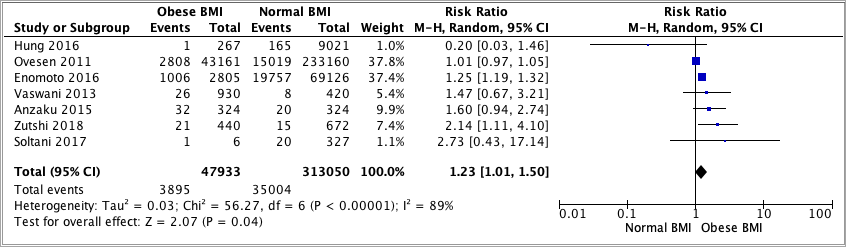 Obese BMI Normal BMI Risk Ratio Risk Ratio
Study or Subgroup Events Total Events Total Weight M-H, Random, 95% CI M-H, Random, 95% CI
Hung 2016 1 267 165 9021 1.0% 0.20 [0.03, 1.46]
Ovesen 2011 2808 43161 15019 233160 37.8% 1.01 [0.97, 1.05]
Enomoto 2016 1006 2805 19757 69126 37.4% 1.25 [1.19, 1.32]
Vaswani 2013 26 930 8 420 5.4% 1.47 [0.67, 3.21]
Anzaku 2015 32 324 20 324 9.9% 1.60 [0.94, 2.74]
Zutshi 2018 21 440 15 672 7.4% 2.14 [1.11, 4.10]
Soltani 2017 1 6 20 327 1.1% 2.73 [0.43, 17.14]
Total (95% CI) 47933 313050 100.0% 1.23 [1.01, 1.50]
Total events 3895 35004
Heterogeneity: Tau² = 0.03; Chi² = 56.27, df = 6 (P < 0.00001); I² = 89%
Test for overall effect: Z = 2.07 (P = 0.04)
0.01 0.1 1 10 100
Normal BMI Obese BMI